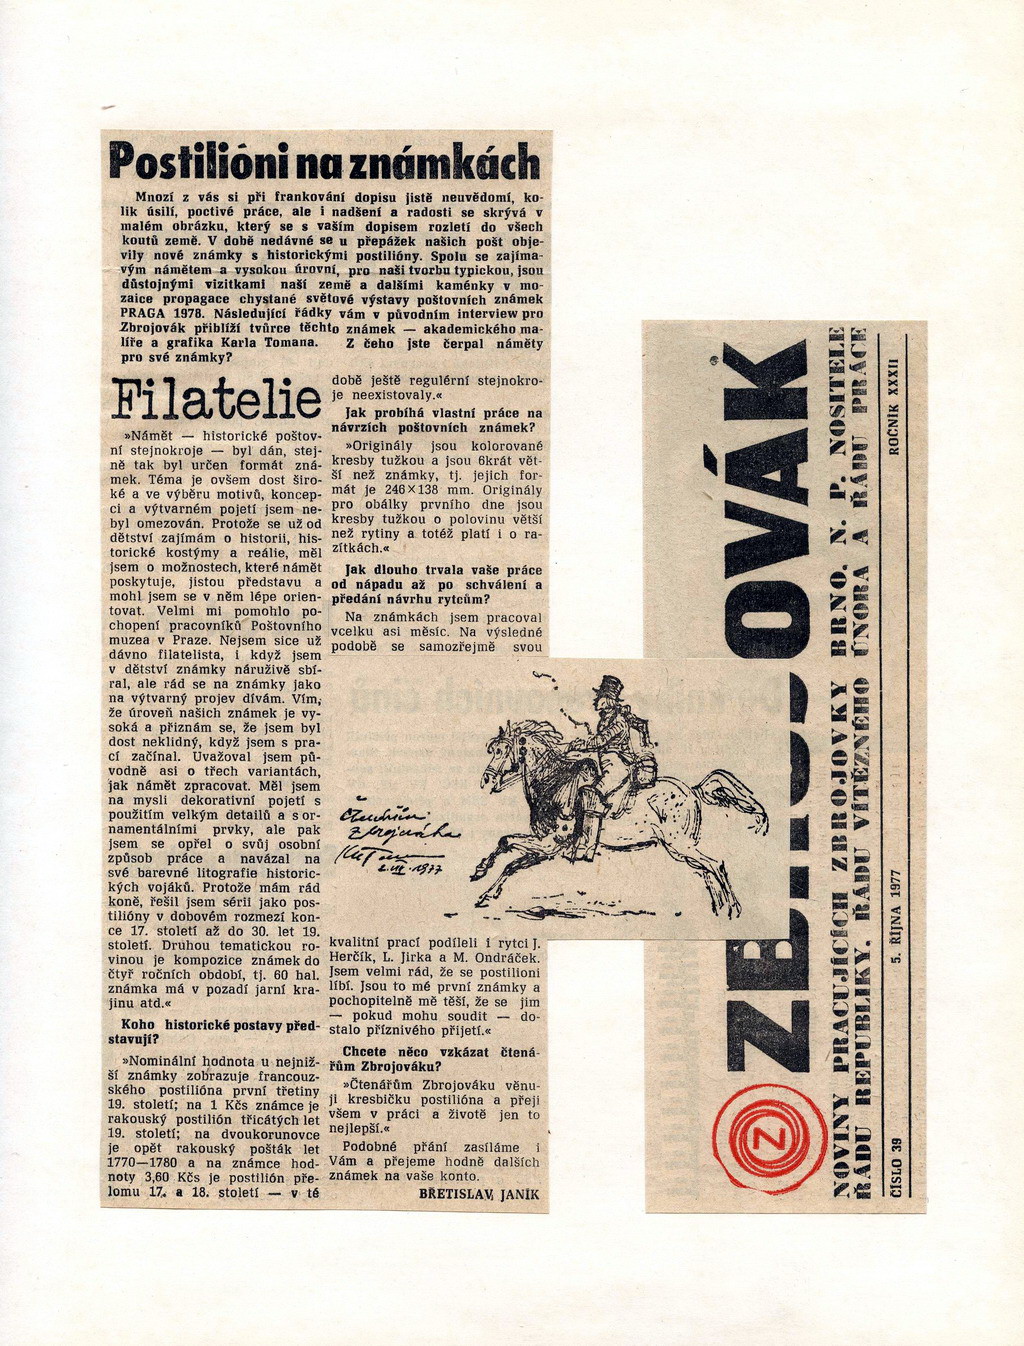 Postilióni na známkách
Mnozí z vás si při frankování dopisu jistě neuvědomí, ko-
lik úsilí, poctivé práce, ale i nadšení a radosti se skrývá v
malém obrázku, který se s vaším dopisem rozletí do všech
koutů země. V době nedávné se u přepážek našich pošt obje-
vily nové známky s historickými postilióny. Spolu se zajíma-
vým námětem a vysokou úrovní, pro naši tvorbu typickou, jsou
důstojnými vizitkami naší země a dalšími kaménky v mo-
zaice propagace chystané světové výstavy poštovních známek
PRAGA 1978. Následující řádky vám v původním interview pro
Zbrojovák přiblíží tvůrce těchto známek — akademického ma-
líře a grafika Karla Tomana. Z čeho jste čerpal náměty
pro své známky?
Filatelie
»Námět — historické poštov-
ní stejnokroje — byl dán, stej-
ně tak byl určen formát zná-
mek. Téma je ovšem dost širo-
ké a ve výběru motivů, koncep-
ci a výtvarném pojetí jsem ne-
byl omezován. Protože se už od
dětství zajímám o historii, his-
torické kostýmy a reálie, měl
jsem o možnostech, které námět
poskytuje, jistou představu a
mohl jsem se v něm lépe orien-
tovat. Velmi mi pomohlo po-
chopení pracovníků Poštovního
muzea v Praze. Nejsem sice už
dávno filatelista, i když jsem
v dětství známky náruživě sbí-
ral, ale rád se na známky jako
na výtvarný projev dívám. Vím,
že úroveň našich známek je vy-
soká a přiznám se, že jsem byl
dost neklidný, když jsem s pra-
cí začínal. Uvažoval jsem pů-
vodně asi o třech variantách,
jak námět zpracovat. Měl jsem
na mysli dekorativní pojetí s
použitím velkým detailů a s or-
namentálními prvky, ale pak
jsem se opřel o svůj osobní
způsob práce a navázal na
své barevné litografie historic-
kých vojáků. Protože mám rád
koně, řešil jsem sérii jako pos-
tilióny v dobovém rozmezí kon-
ce 17. století až do 30. let 19.
století. Druhou tematickou ro-
vinou je kompozice známek do
čtyř ročních období, tj. 60 hal.
známka má v pozadí jarní kra-
jinu atd.«
Koho historické postavy před-
stavují?
»Nominální hodnota u nejniž-
ší známky zobrazuje francouz-
ského postilióna první třetiny
19. století; na 1 Kčs známce je
rakouský postilión třicátých let
19. století; na dvoukorunovce
je opět rakouský pošták let
1770—1780 a na známce hod-
noty 3,60 Kčs je postilión pře-
lomu 17. a 18. století — v té
době ještě regulérní stejnokro-
je neexistovaly.«
Jak probíhá vlastní práce na
návrzích poštovních známek?
»Originály jsou kolorované
kresby tužkou a jsou 6krát vět-
ší než známky, tj. jejich for-
mát je 246×138 mm. Originály
pro obálky prvního dne jsou
kresby tužkou o polovinu větší
než rytiny a totéž platí i o ra-
zítkách.«
Jak dlouho trvala vaše práce
od nápadu až po schválení a
předání návrhu rytcům?
Na známkách jsem pracoval
vcelku asi měsíc. Na výsledné
podobě se samozřejmě svou
Čtenářům
Zbrojováku
1977
kvalitní prací podíleli i rytci J.
Herčík, L. Jirka a M. Ondráček.
Jsem velmi rád, že se postilioni
líbí. Jsou to mé první známky a
pochopitelně mě těší, že se jim
— pokud mohu soudit — do-
stalo příznivého přijetí.«
Chcete něco vzkázat čtená-
řům Zbrojováku?
»Čtenářům Zbrojováku věnu-
ji kresbičku postilióna a přeji
všem v práci a životě jen to
nejlepší.«
Podobné přání zasíláme i
Vám a přejeme hodně dalších
známek na vaše konto.
BŘETISLAV JANÍK
ZBROJOVÁK
Z
NOVINY PRACUJÍCÍCH ZBROJOVKY BRNO, N. P. NOSITELE
ŘÁDU REPUBLIKY, ŘÁDU VÍTĚZNÉHO ÚNORA A ŘÁDU PRÁCE
ČÍSLO 39 5. ŘÍJNA 1977 ROČNÍK XXXII